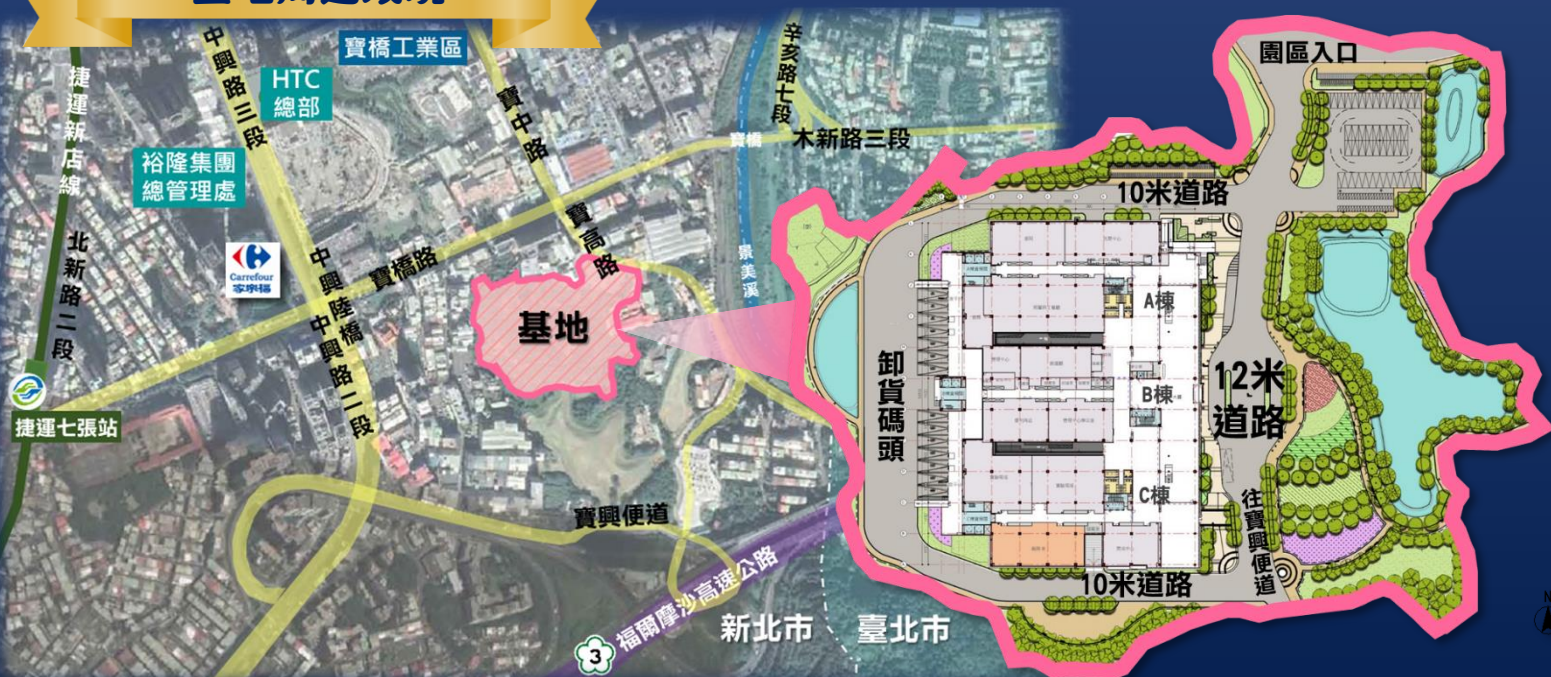 捷運新店線
北新路二段
捷運七張站
中興路三段
HTC
總部
寶橋工業區
裕隆集團
總管理處
Carrefour
家樂福
中興陸橋
中興路二段
寶橋路
寶中路
寶高路
寶橋
辛亥路七段
木新路三段
景美溪
基地
寶興便道
3
福爾摩沙高速公路
新北市
臺北市
園區入口
10米道路
卸貨碼頭
A棟
B棟
C棟
12米
道路
往寶興便道
10米道路
N